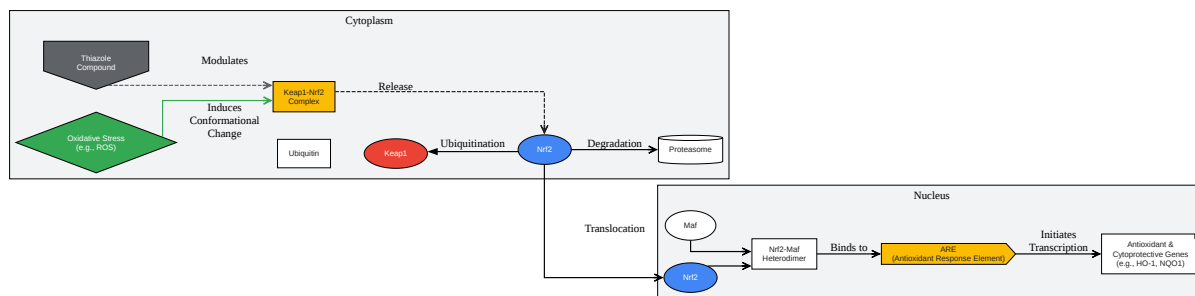 Cytoplasm
Thiazole
Compound
Modulates
Keap1-Nrf2
Complex
Release
Induces
Conformational
Change
Oxidative Stress
(e.g., ROS)
Ubiquitin
Keap1
Ubiquitination
Nrf2
Degradation
Proteasome
Translocation
Nucleus
Maf
Nrf2
Nrf2-Maf
Heterodimer
Binds to
ARE
(Antioxidant Response Element)
Initiates
Transcription
Antioxidant &
Cytoprotective Genes
(e.g., HO-1, NQO1)